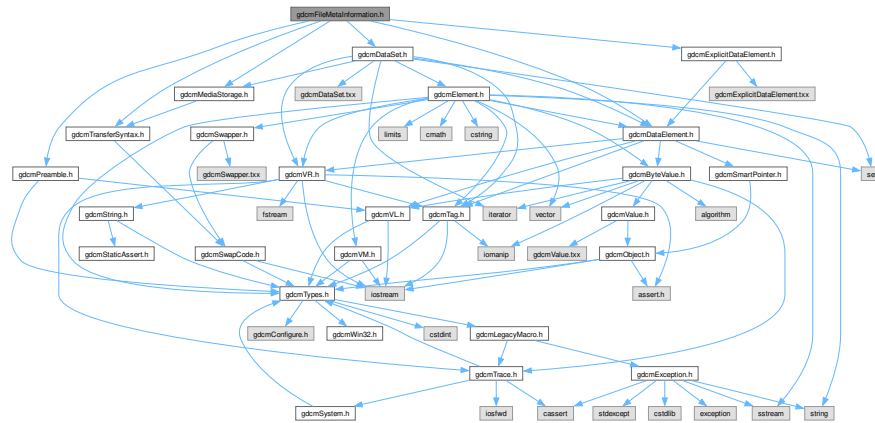 gdcmFileMetaInformation.h
gdcmDataSet.h
gdcmExplicitDataElement.h
gdcmMediaStorage.h
gdcmDataSet.txx
gdcmElement.h
gdcmExplicitDataElement.txx
gdcmTransferSyntax.h
gdcmSwapper.h
limits
cmath
cstring
gdcmDataElement.h
gdcmPreamble.h
gdcmSwapper.txx
gdcmVR.h
gdcmByteValue.h
gdcmSmartPointer.h
set
gdcmString.h
fstream
gdcmVL.h
gdcmTag.h
iterator
vector
gdcmValue.h
algorithm
gdcmStaticAssert.h
gdcmSwapCode.h
gdcmVM.h
iomanip
gdcmValue.txx
gdcmObject.h
gdcmTypes.h
iostream
assert.h
gdcmConfigure.h
gdcmWin32.h
cstdint
gdcmLegacyMacro.h
gdcmTrace.h
gdcmException.h
gdcmSystem.h
iosfwd
cassert
stdexcept
cstdlib
exception
sstream
string